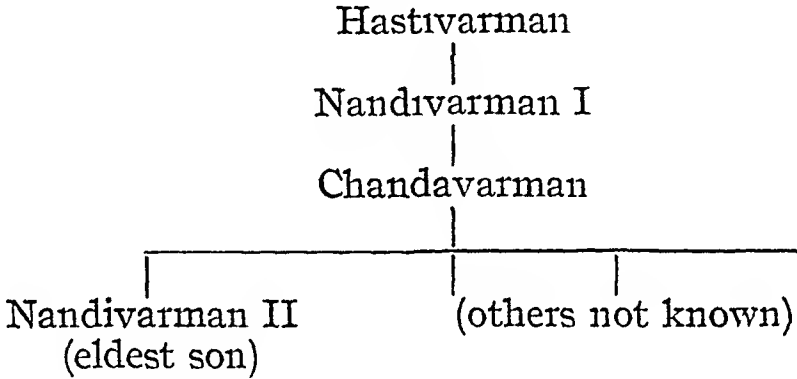 Hastivarman
Nandivarman I
Chandavarman
Nandivarman II (others not known)
(eldest son)